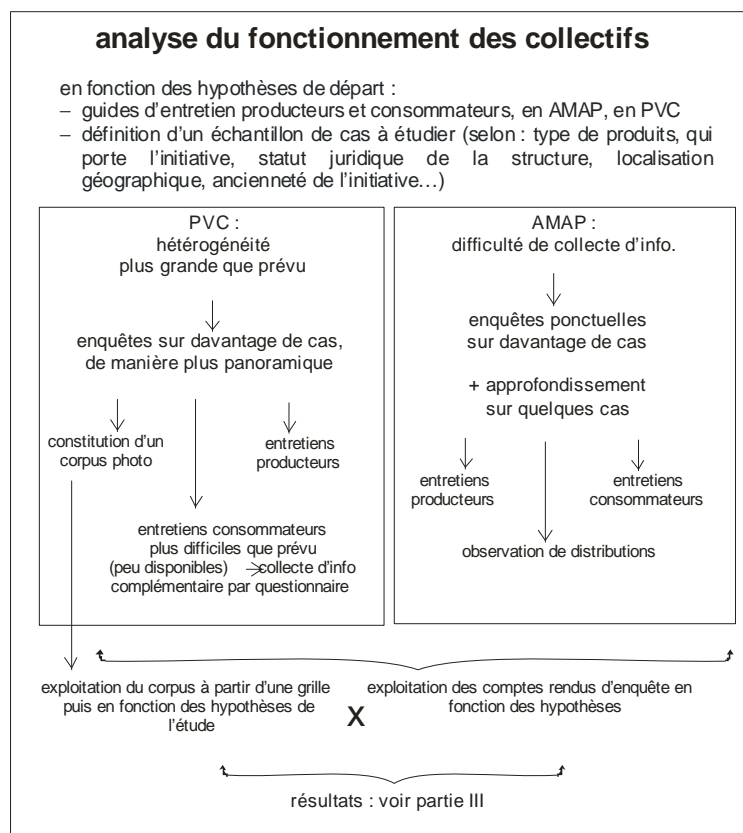 analyse du fonctionnement des collectifs
en fonction des hypothèses de départ :
– guides d'entretien producteurs et consommateurs, en AMAP, en PVC
– définition d'un échantillon de cas à étudier (selon : type de produits, qui
porte l'initiative, statut juridique de la structure, localisation
géographique, ancienneté de l'initiative…)
PVC :
hétérogénéité
plus grande que prévu
enquêtes sur davantage de cas,
de manière plus panoramique
constitution d'un
corpus photo
entretiens
producteurs
entretiens consommateurs
plus difficiles que prévu
(peu disponibles) collecte d'info
complémentaire par questionnaire
AMAP :
difficulté de collecte d'info.
enquêtes ponctuelles
sur davantage de cas
+ approfondissement
sur quelques cas
entretiens
producteurs
entretiens
consommateurs
observation de distributions
exploitation du corpus à partir d'une grille
puis en fonction des hypothèses de
l'étude
X
exploitation des comptes rendus d'enquête en
fonction des hypothèses
résultats : voir partie III